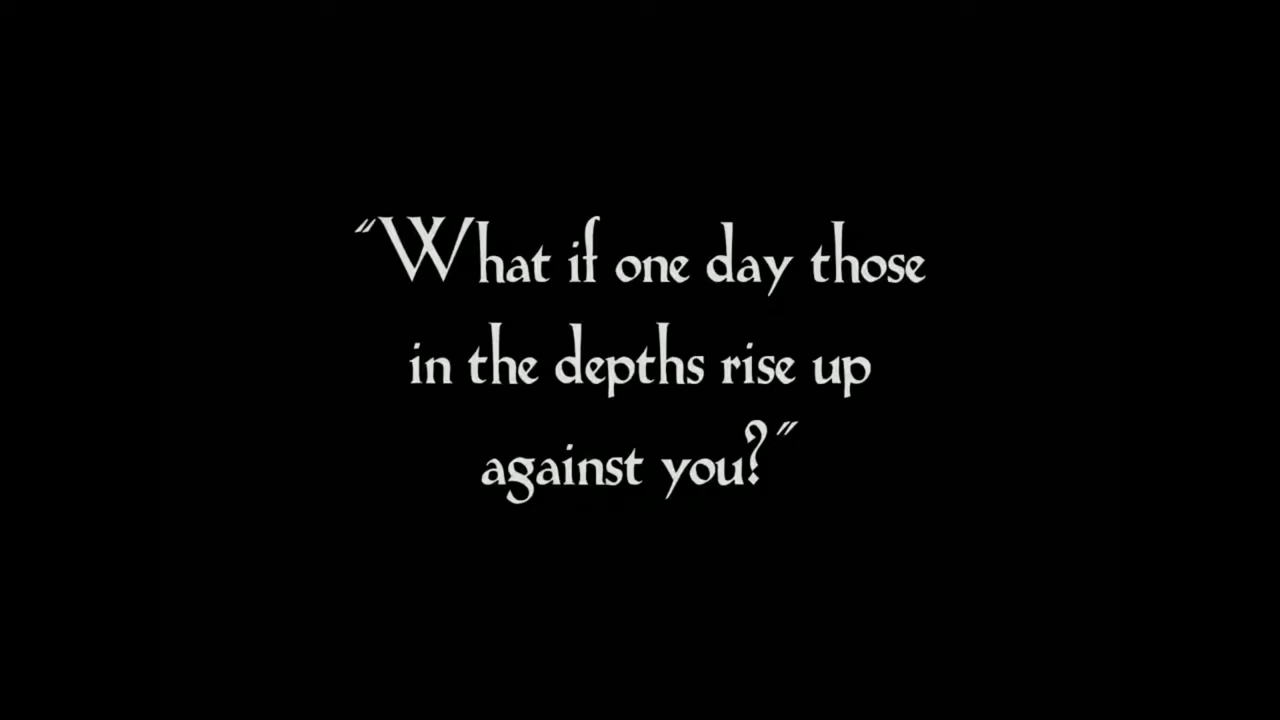 "What if one day those
in the depths rise up
against you?"